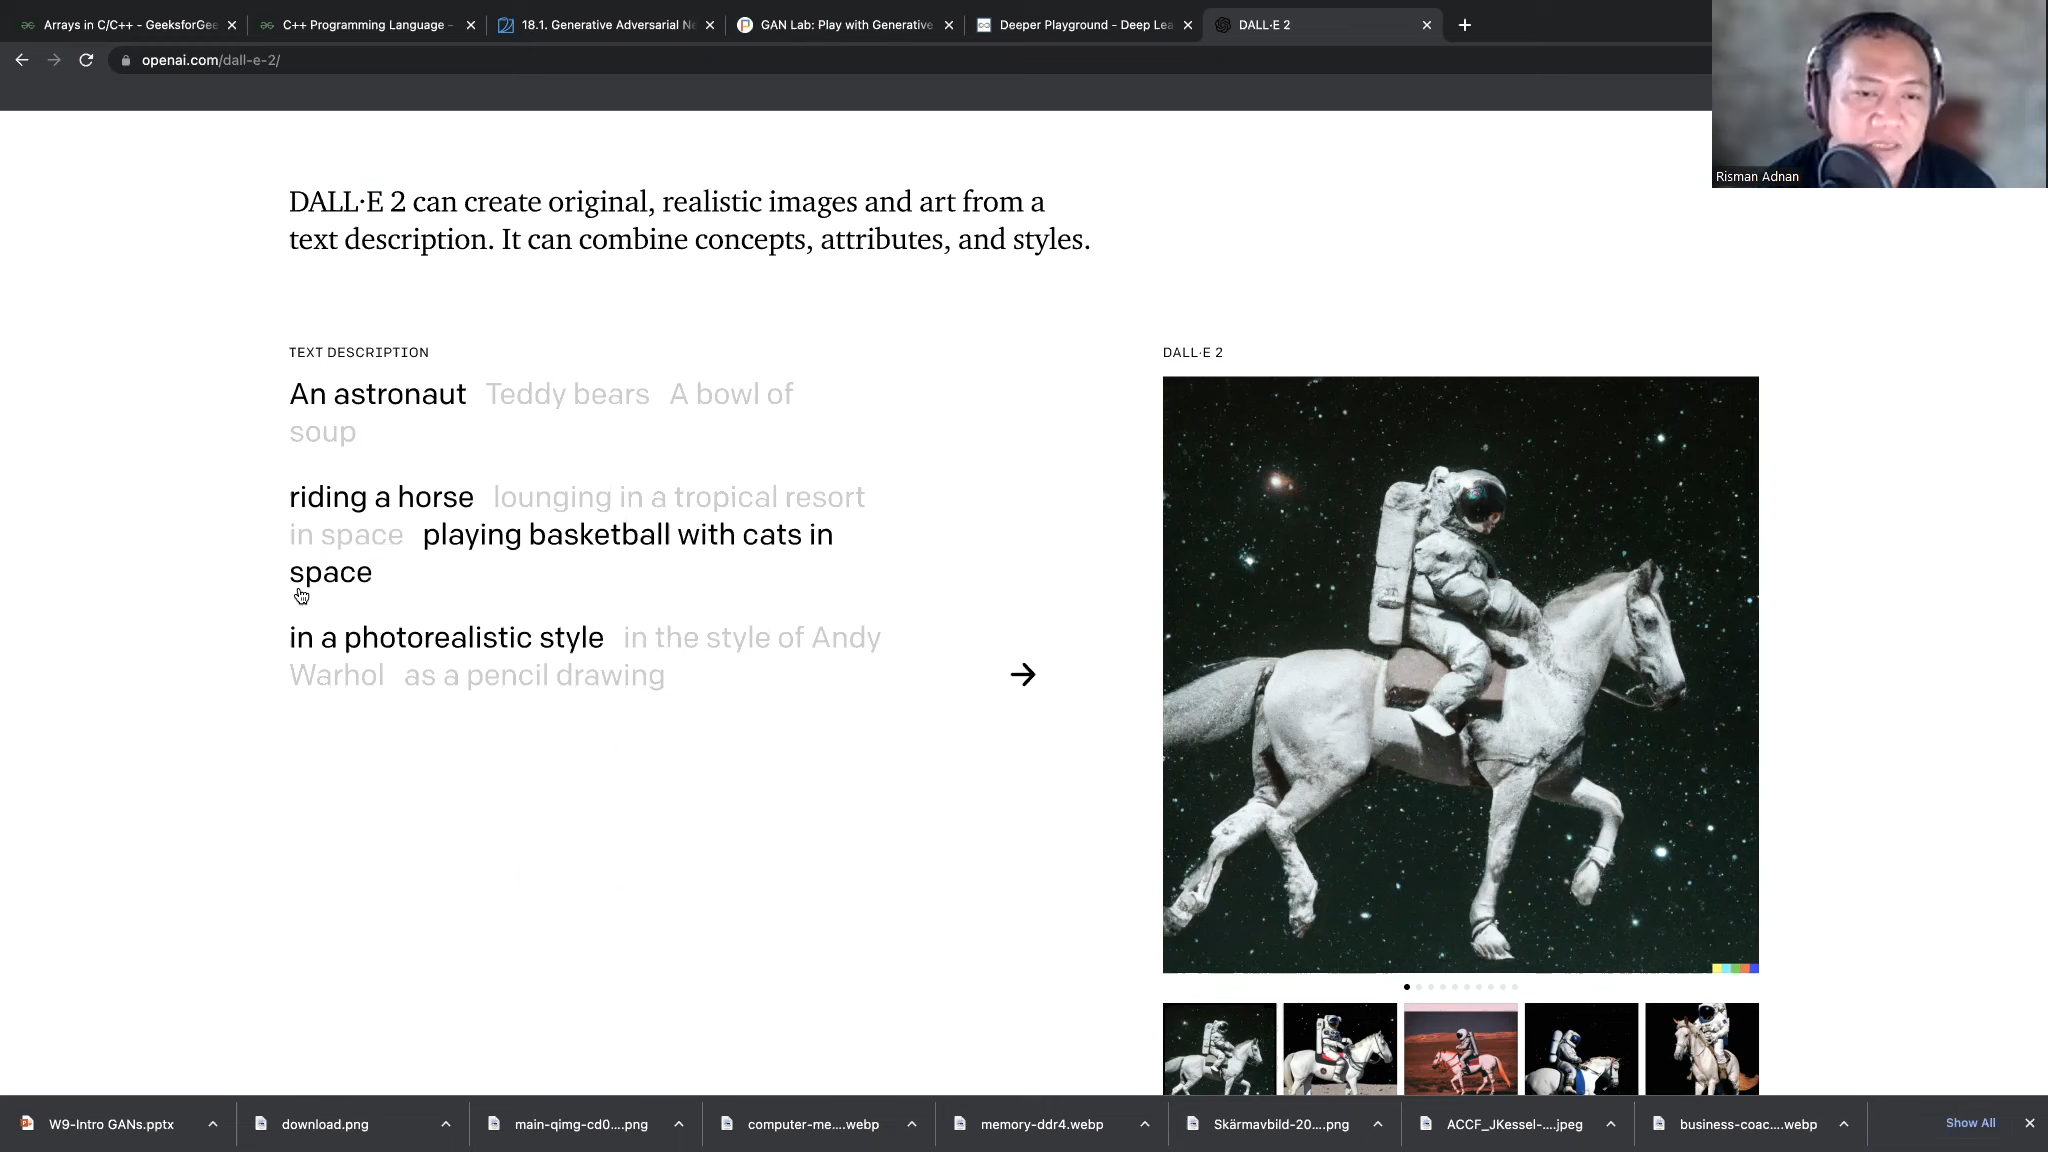 Arrays in C/C++ - GeeksforGee
C++ Programming Language -
18.1. Generative Adversarial Ne
GAN Lab: Play with Generative
Deeper Playground - Deep Lea
DALL·E 2
openai.com/dall-e-2/
Risman Adnan
DALL·E 2 can create original, realistic images and art from a
text description. It can combine concepts, attributes, and styles.
TEXT DESCRIPTION
An astronaut Teddy bears A bowl of
soup
riding a horse lounging in a tropical resort
in space playing basketball with cats in
space
in a photorealistic style in the style of Andy
Warhol as a pencil drawing
DALL·E 2
W9-Intro GANs.pptx
download.png
main-qimg-cd0....png
computer-me....webp
memory-ddr4.webp
Skärmavbild-20....png
ACCF_JKessel-....jpeg
business-coac....webp
Show All